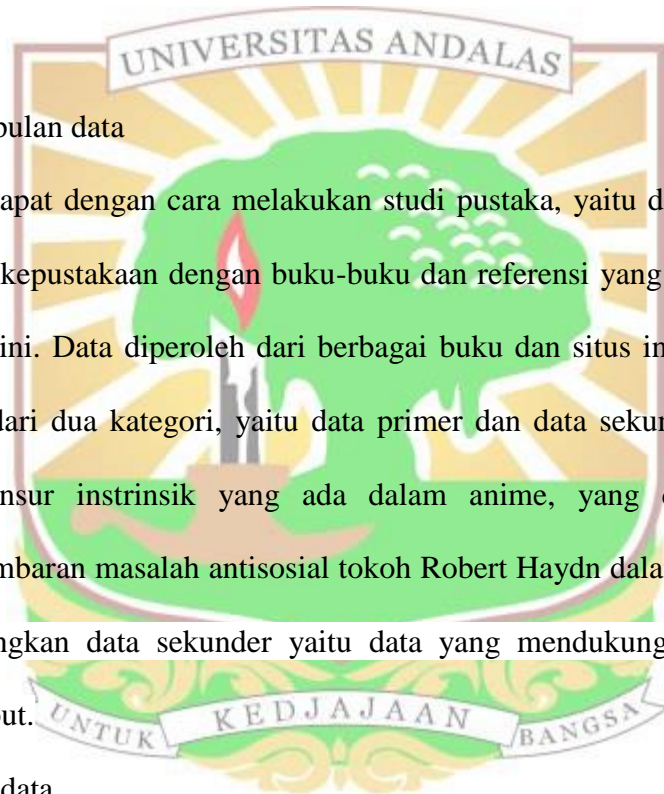 UNIVERSITAS ANDALAS
pulan data
apat dengan cara melakukan studi pustaka, yaitu d
kepustakaan dengan buku-buku dan referensi yang
ini. Data diperoleh dari berbagai buku dan situs in
dari dua kategori, yaitu data primer dan data sekun
nsur instrinsik yang ada dalam anime, yang
mbaran masalah antisosial tokoh Robert Haydn dala
ngkan data sekunder yaitu data yang mendukung
out.
UNTUK KEDJAJAAN BANGSA
data